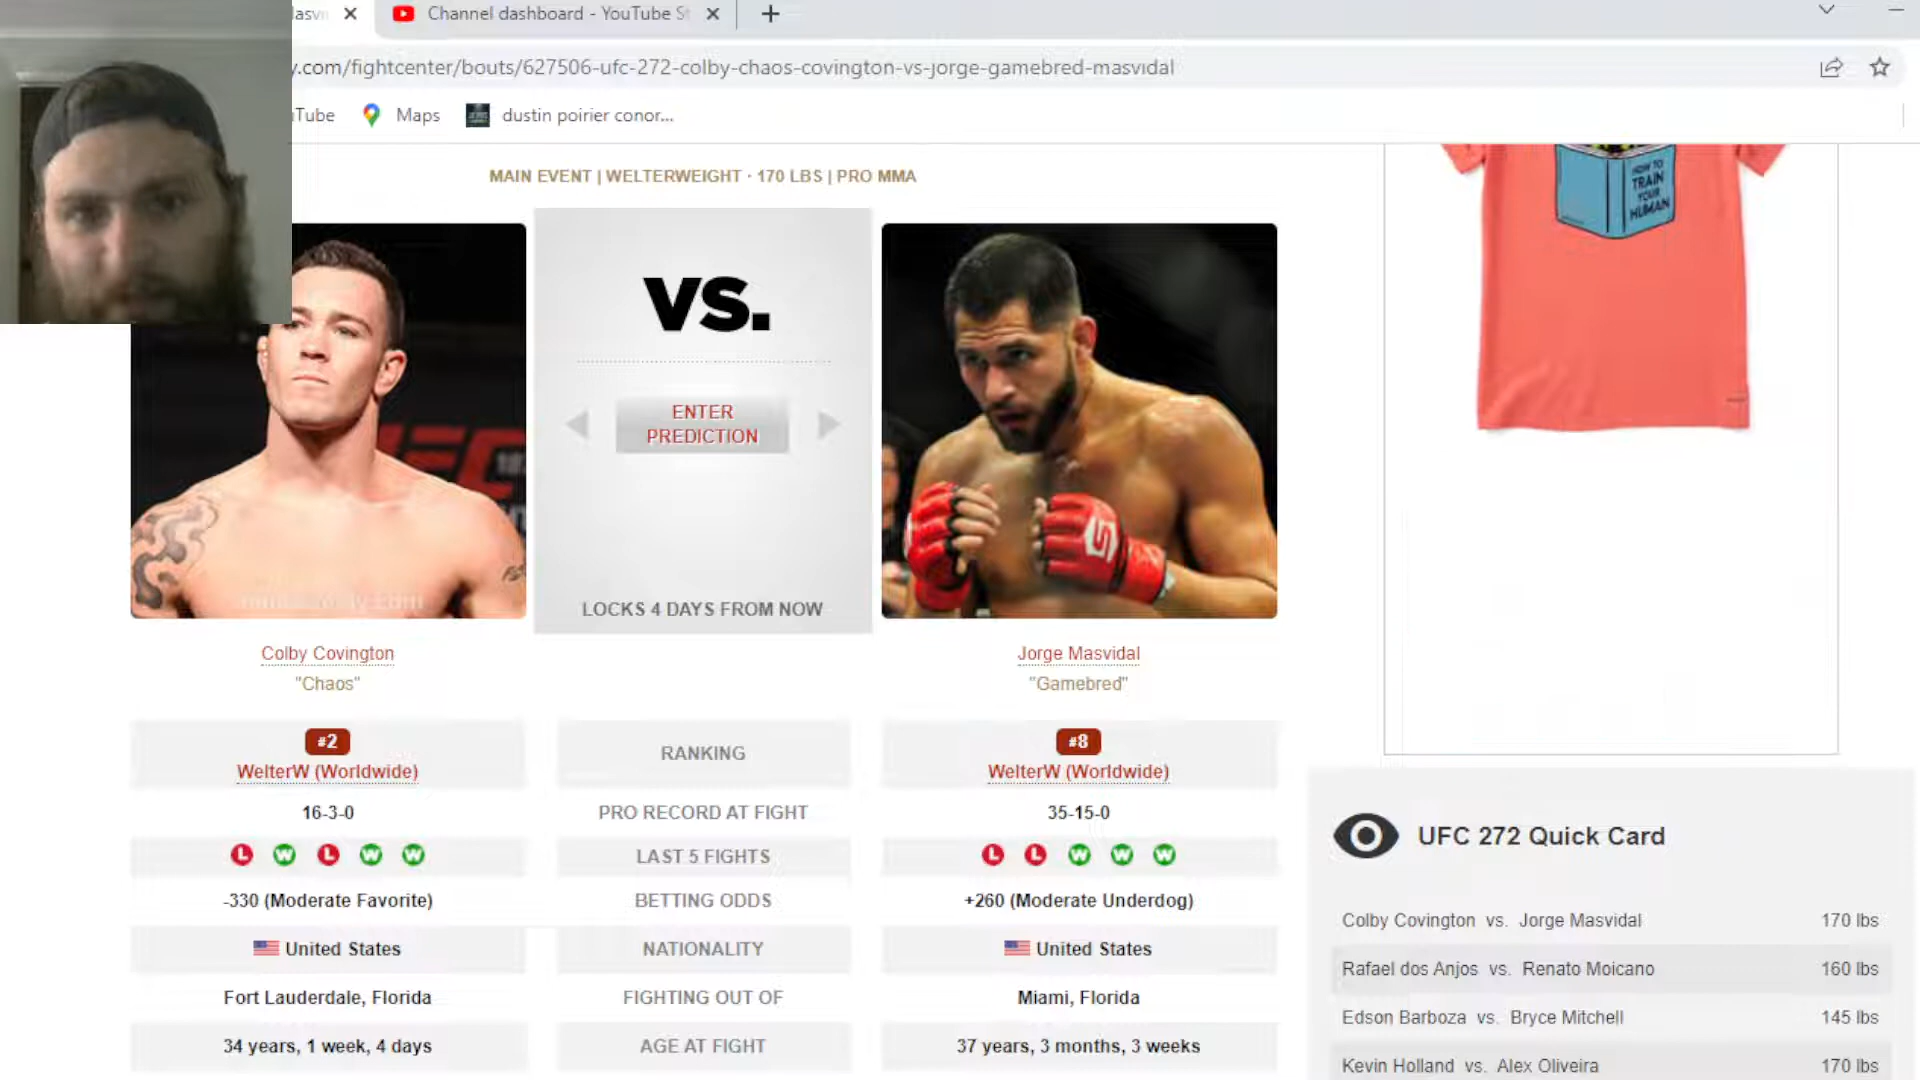 Channel dashboard - YouTube St
y.com/fightcenter/bouts/627506-ufc-272-colby-chaos-covington-vs-jorge-gamebred-masvidal
uTube
Maps
dustin poirier conor...
MAIN EVENT | WELTERWEIGHT · 170 LBS | PRO MMA
HOW TO
TRAIN
YOUR
HUMAN
VS.
ENTER
PREDICTION
LOCKS 4 DAYS FROM NOW
Colby Covington
"Chaos"
Jorge Masvidal
"Gamebred"
#2
WelterW (Worldwide)
RANKING
#8
WelterW (Worldwide)
16-3-0
PRO RECORD AT FIGHT
35-15-0
L W L W W
LAST 5 FIGHTS
L L W W W
-330 (Moderate Favorite)
BETTING ODDS
+260 (Moderate Underdog)
United States
NATIONALITY
United States
Fort Lauderdale, Florida
FIGHTING OUT OF
Miami, Florida
34 years, 1 week, 4 days
AGE AT FIGHT
37 years, 3 months, 3 weeks
UFC 272 Quick Card
Colby Covington vs. Jorge Masvidal 170 lbs
Rafael dos Anjos vs. Renato Moicano 160 lbs
Edson Barboza vs. Bryce Mitchell 145 lbs
Kevin Holland vs. Alex Oliveira 170 lbs